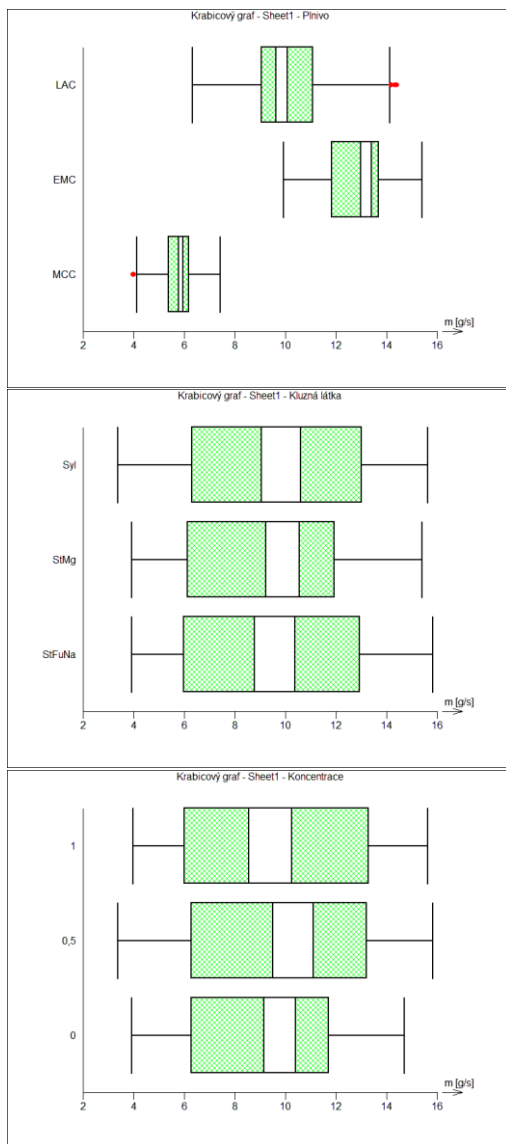 Krabicový graf - Sheet1 - Plnivo
LAC
EMC
MCC
m [g/s]
2 4 6 8 10 12 14 16
Krabicový graf - Sheet1 - Kluzná látka
Syl
StMg
StFuNa
m [g/s]
2 4 6 8 10 12 14 16
Krabicový graf - Sheet1 - Koncentrace
1
0,5
0
m [g/s]
2 4 6 8 10 12 14 16